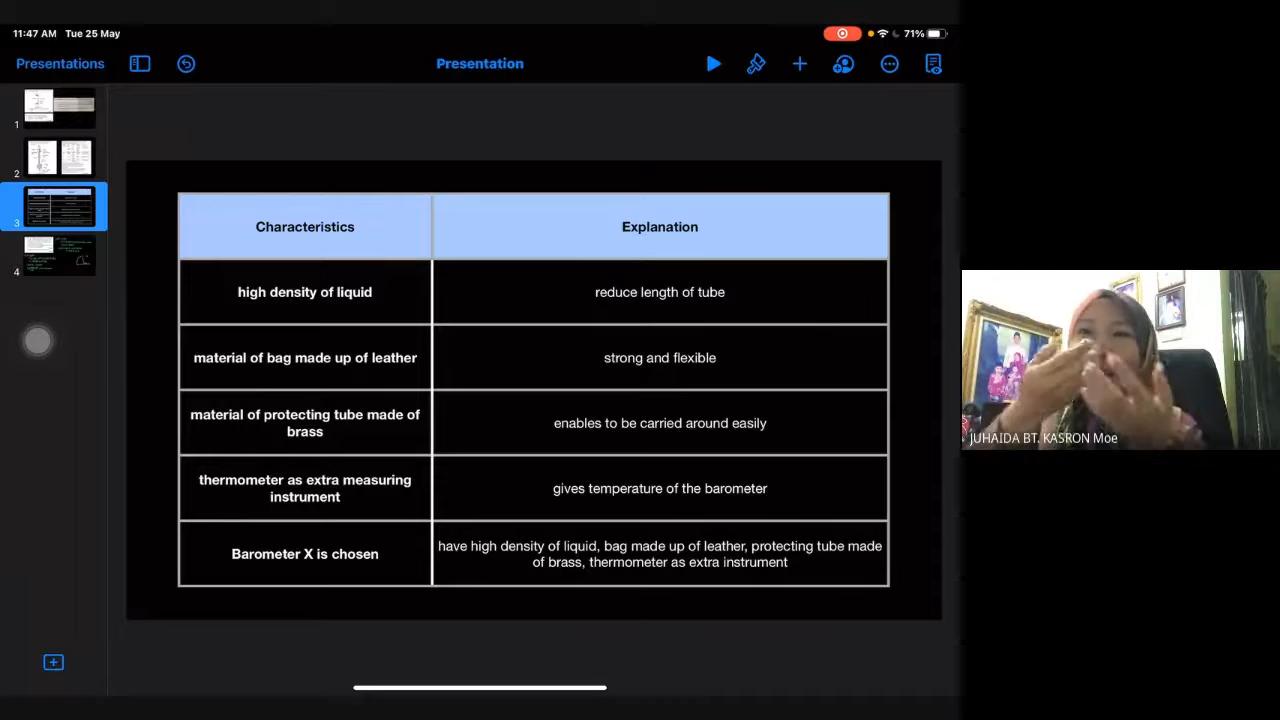 11:47 AM Tue 25 May
71%
Presentations
Presentation
1
2
3
4
Characteristics
Explanation
high density of liquid
reduce length of tube
material of bag made up of leather
strong and flexible
material of protecting tube made of
brass
enables to be carried around easily
thermometer as extra measuring
instrument
gives temperature of the barometer
Barometer X is chosen
have high density of liquid, bag made up of leather, protecting tube made
of brass, thermometer as extra instrument
JUHAIDA BT. KASRON Moe